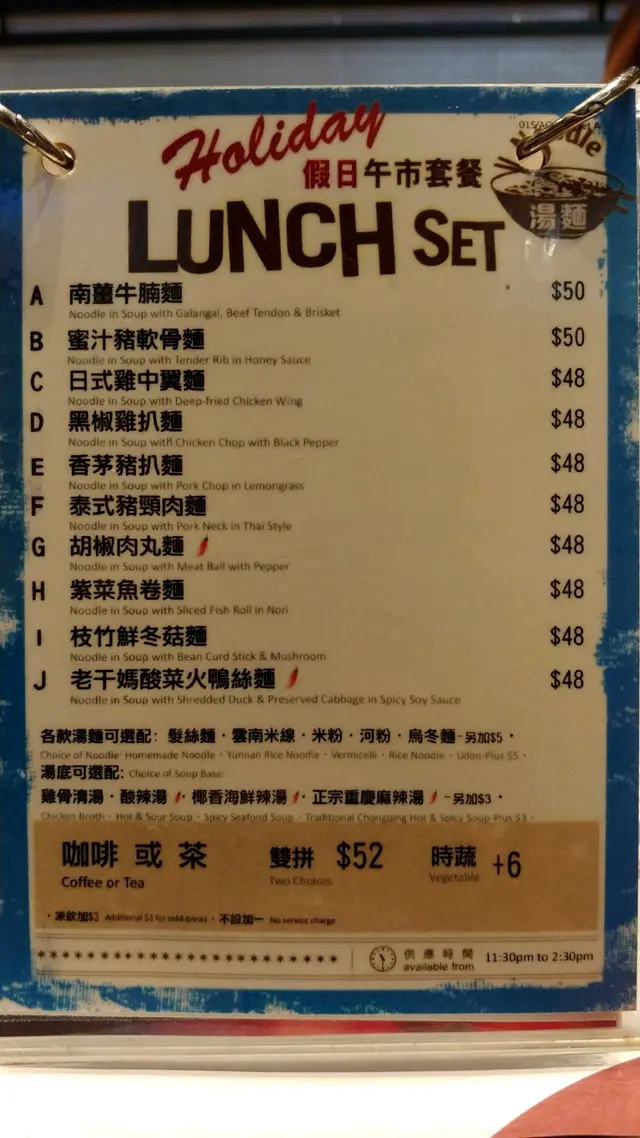 Holiday
假日午市套餐
LUNCH SET
Noodle
湯麵
A 南薑牛腩麵 $50
Noodle in Soup with Galangal, Beef Tendon & Brisket
B 蜜汁豬軟骨麵 $50
Noodle in Soup with Tender Rib in Honey Sauce
C 日式雞中翼麵 $48
Noodle in Soup with Deep-fried Chicken Wing
D 黑椒雞扒麵 $48
Noodle in Soup with Chicken Chop with Black Pepper
E 香茅豬扒麵 $48
Noodle in Soup with Pork Chop in Lemongrass
F 泰式豬頸肉麵 $48
Noodle in Soup with Pork Neck in Thai Style
G 胡椒肉丸麵 $48
Noodle in Soup with Meat Ball with Pepper
H 紫菜魚卷麵 $48
Noodle in Soup with Sliced Fish Roll in Nori
I 枝竹鮮冬菇麵 $48
Noodle in Soup with Bean Curd Stick & Mushroom
J 老干媽酸菜火鴨絲麵 $48
Noodle in Soup with Shredded Duck & Preserved Cabbage in Spicy Soy Sauce
各款湯麵可選配: 髮絲麵・雲南米線・米粉・河粉・烏冬麵-另加$5・
Choice of Noodle: Homemade Noodle・Yunnan Rice Noodle・Vermicelli・Rice Noodle・Udon-Plus $5・
湯底可選配: Choice of Soup Base:
雞骨清湯・酸辣湯・椰香海鮮辣湯・正宗重慶麻辣湯-另加$3・
Chicken Broth・Hot & Sour Soup・Spicy Seafood Soup・Traditional Chongqing Hot & Spicy Soup-Plus $3・
咖啡 或 茶 雙拼 $52 時蔬 +6
Coffee or Tea Two Choices Vegetable
・凍飲加$3 Additional $3 for cold drinks・不設加一 No service charge
供應時間 11:30pm to 2:30pm
available from